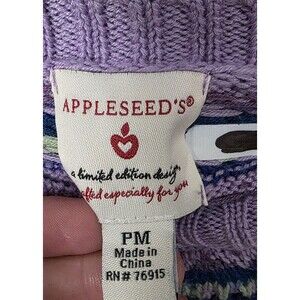 APPLESEED'S®
a limited edition design
crafted especially for you
PM
Made in
China
RN# 76915